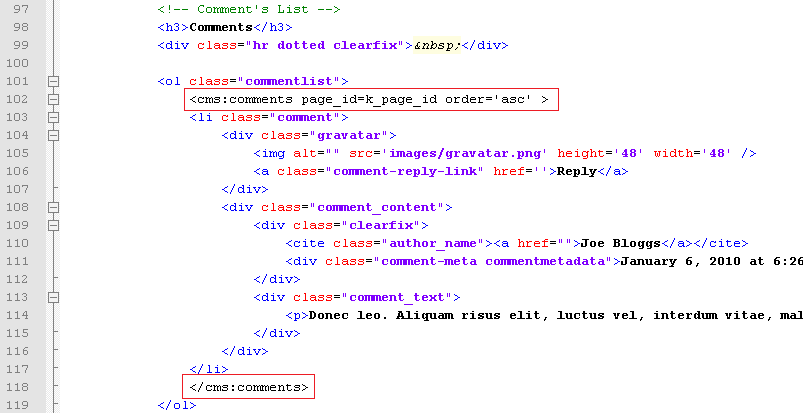 97 <!-- Comment's List -->
98 <h3>Comments</h3>
99 <div class="hr dotted clearfix">&nbsp;</div>
100
101 <ol class="commentlist">
102 <cms:comments page_id=k_page_id order='asc' >
103 <li class="comment">
104 <div class="gravatar">
105 <img alt="" src='images/gravatar.png' height='48' width='48' />
106 <a class="comment-reply-link" href=''>Reply</a>
107 </div>
108 <div class="comment_content">
109 <div class="clearfix">
110 <cite class="author_name"><a href="">Joe Bloggs</a></cite>
111 <div class="comment-meta commentmetadata">January 6, 2010 at 6:26
112 </div>
113 <div class="comment_text">
114 <p>Donec leo. Aliquam risus elit, luctus vel, interdum vitae, mal
115 </div>
116 </div>
117 </li>
118 </cms:comments>
119 </ol>